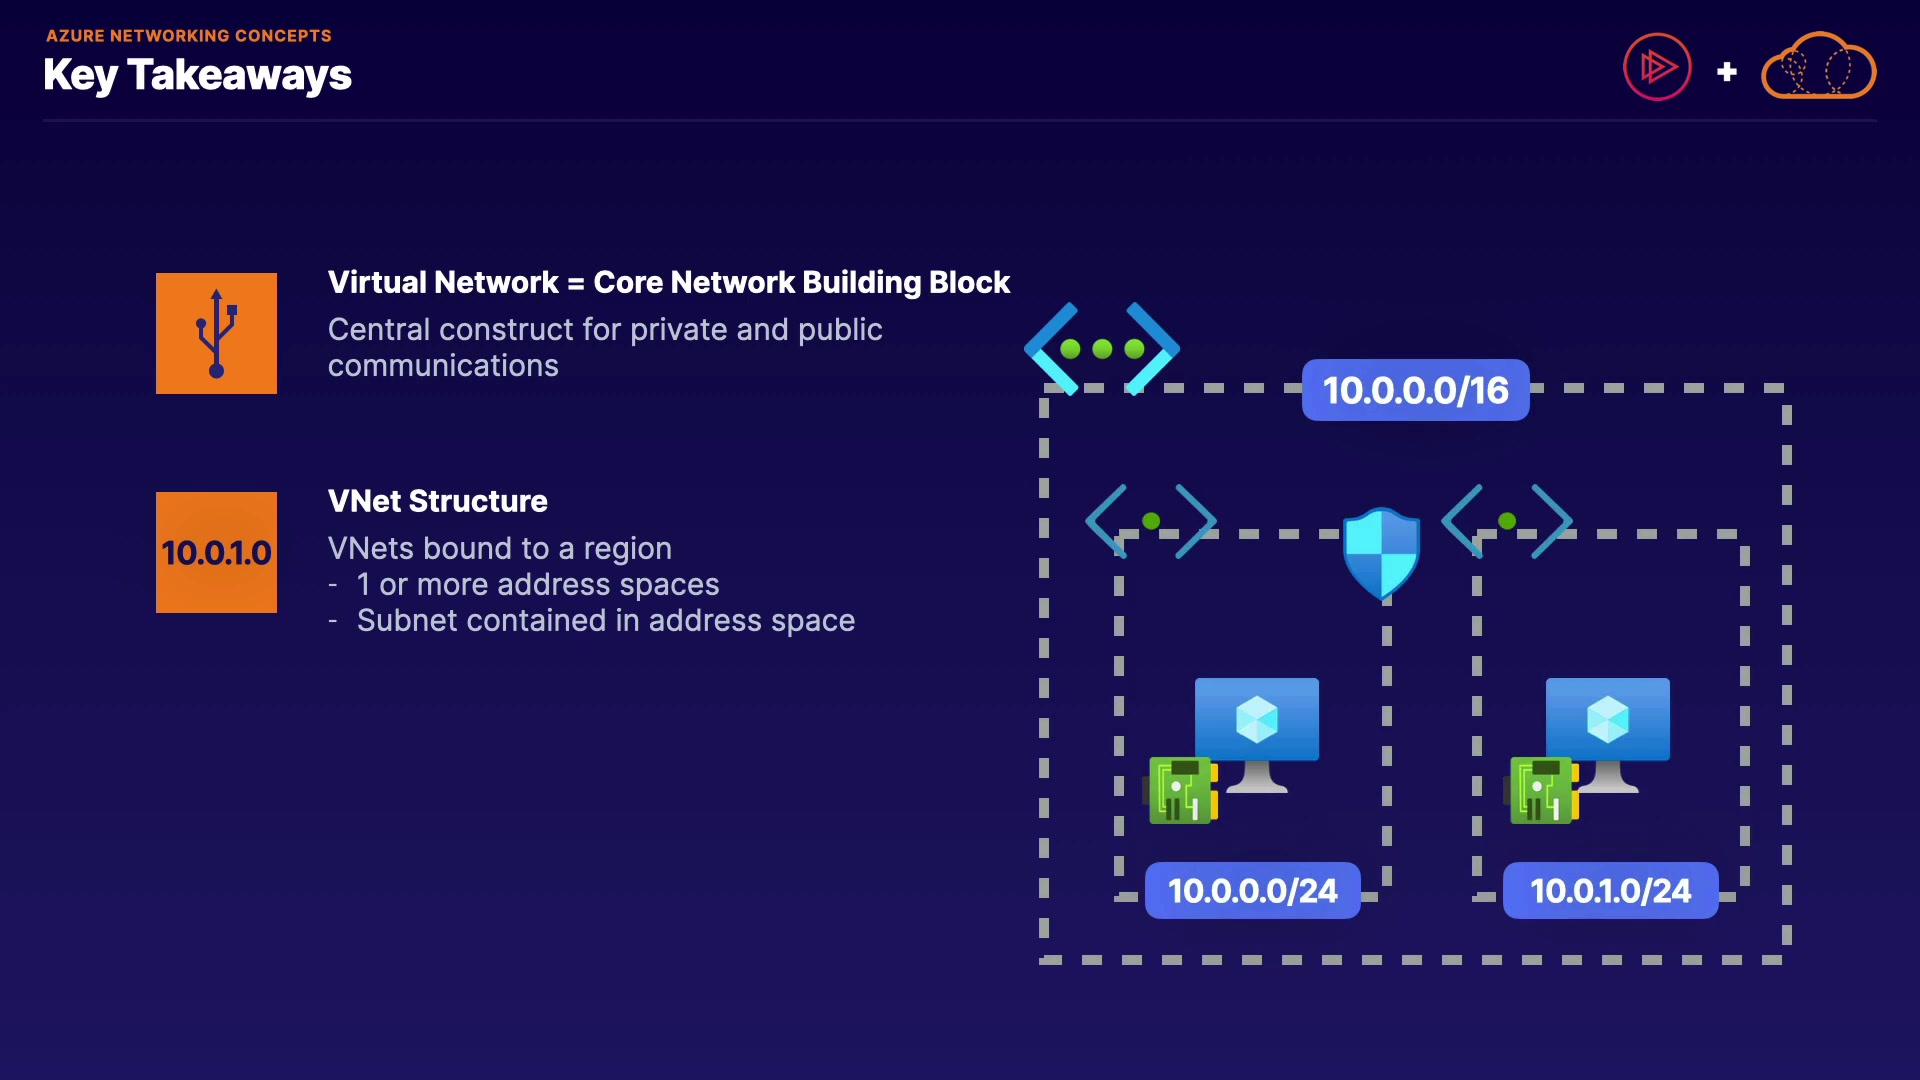 AZURE NETWORKING CONCEPTS
Key Takeaways
Virtual Network = Core Network Building Block
Central construct for private and public
communications
10.0.1.0
VNet Structure
VNets bound to a region
- 1 or more address spaces
- Subnet contained in address space
10.0.0.0/16
10.0.0.0/24
10.0.1.0/24